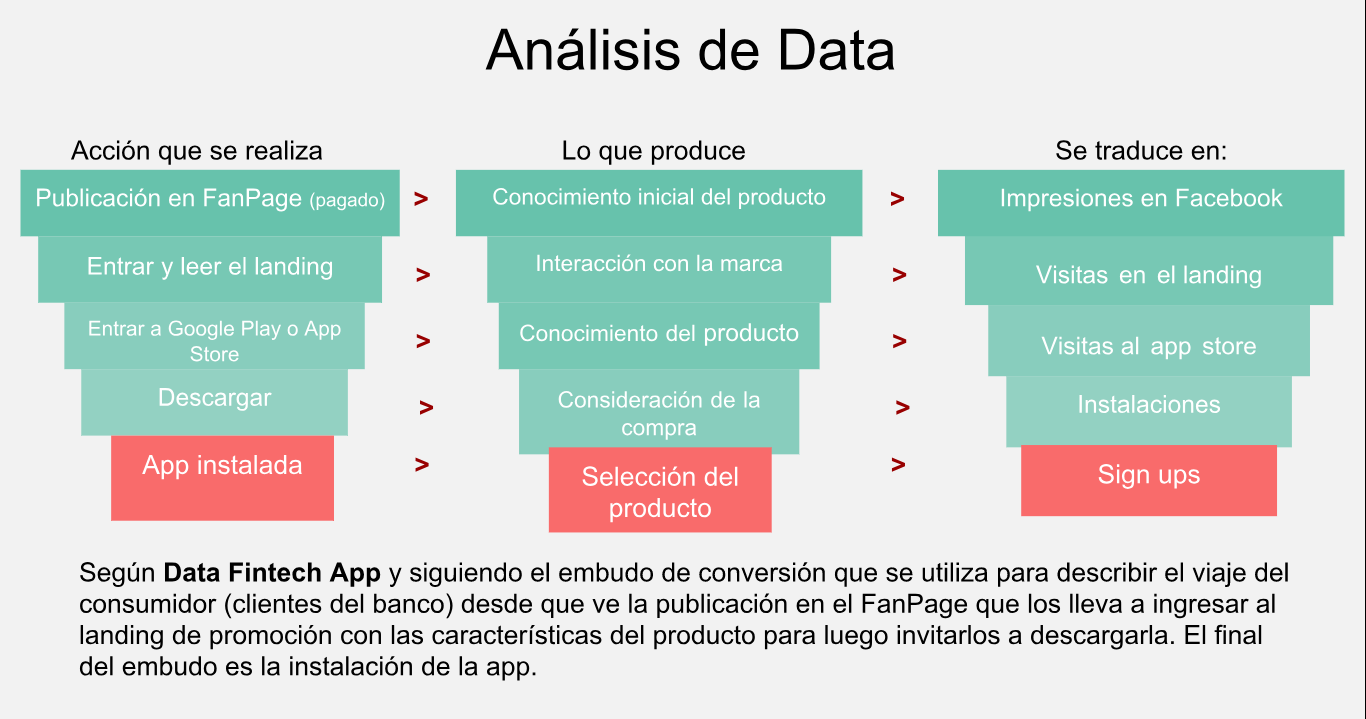 Análisis de Data
Acción que se realiza
Lo que produce
Se traduce en:
Publicación en FanPage (pagado)
>
Conocimiento inicial del producto
>
Impresiones en Facebook
Entrar y leer el landing
>
Interacción con la marca
>
Visitas en el landing
Entrar a Google Play o App
Store
>
Conocimiento del producto
>
Visitas al app store
Descargar
>
Consideración de la
compra
>
Instalaciones
App instalada
>
Selección del
producto
>
Sign ups
Según Data Fintech App y siguiendo el embudo de conversión que se utiliza para describir el viaje del
consumidor (clientes del banco) desde que ve la publicación en el FanPage que los lleva a ingresar al
landing de promoción con las características del producto para luego invitarlos a descargarla. El final
del embudo es la instalación de la app.